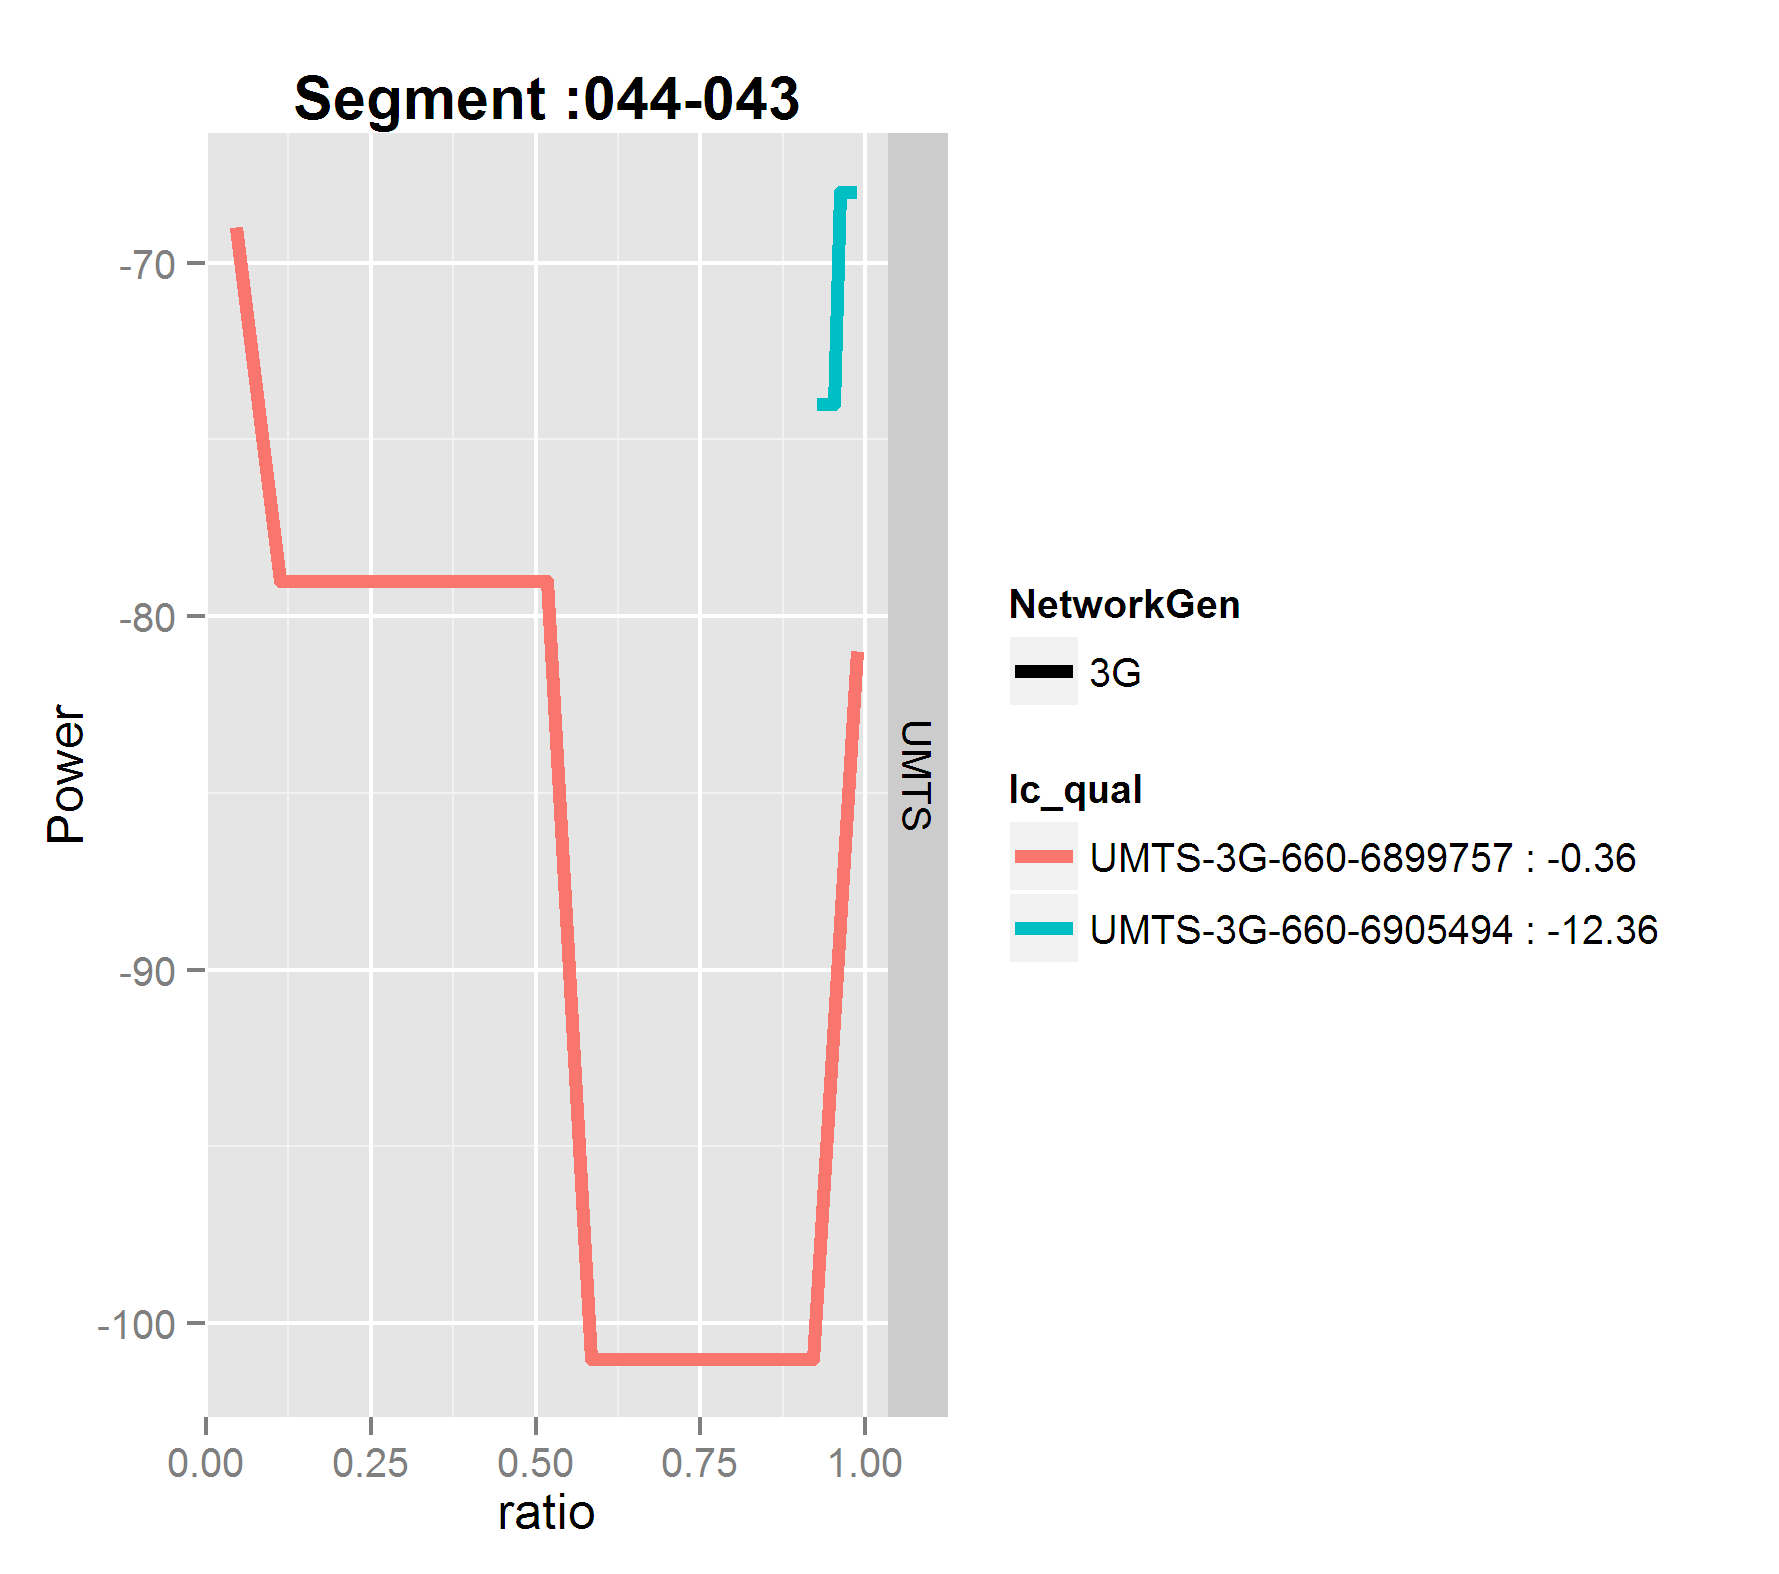 Segment :044-043
-70
-80
-90
-100
Power
UMTS
0.00 0.25 0.50 0.75 1.00
ratio
NetworkGen
3G
lc_qual
UMTS-3G-660-6899757 : -0.36
UMTS-3G-660-6905494 : -12.36